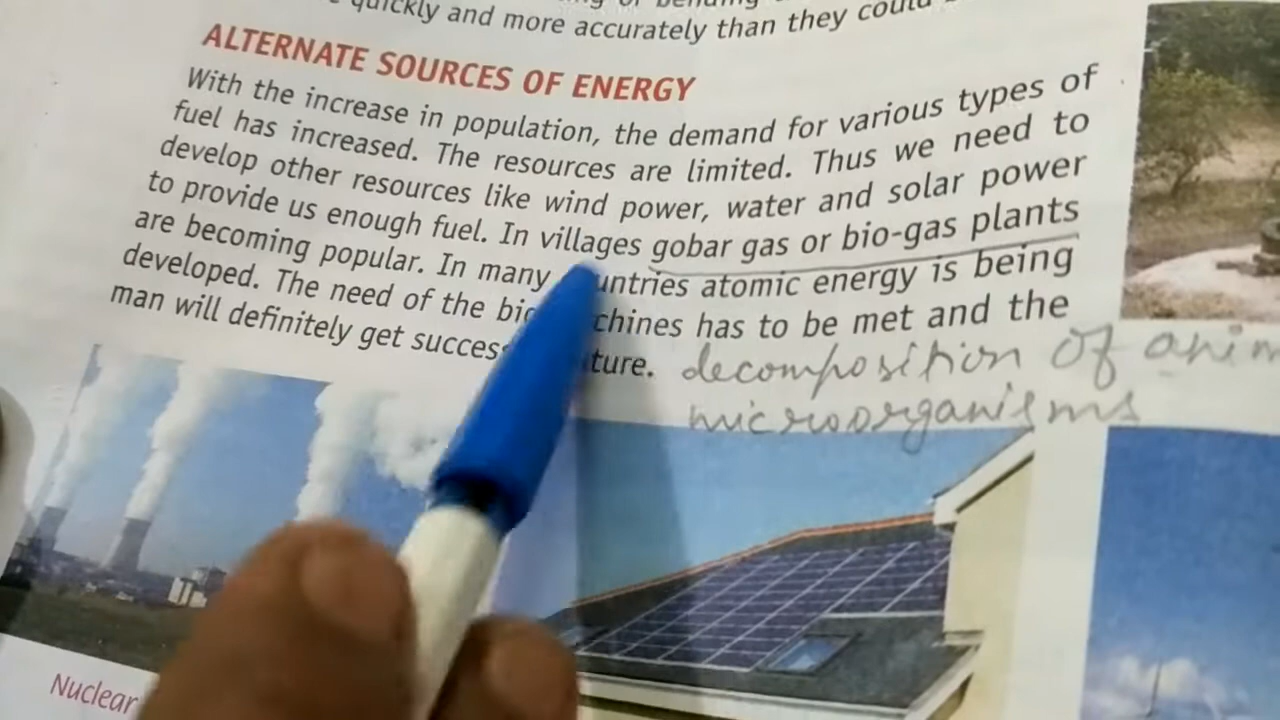 quickly and more accurately than they could
ALTERNATE SOURCES OF ENERGY
With the increase in population, the demand for various types of
fuel has increased. The resources are limited. Thus we need to
develop other resources like wind power, water and solar power
to provide us enough fuel. In villages gobar gas or bio-gas plants
are becoming popular. In many untries atomic energy is being
developed. The need of the big chines has to be met and the
man will definitely get success ture.
decomposition of anim
microorganisms
Nuclear